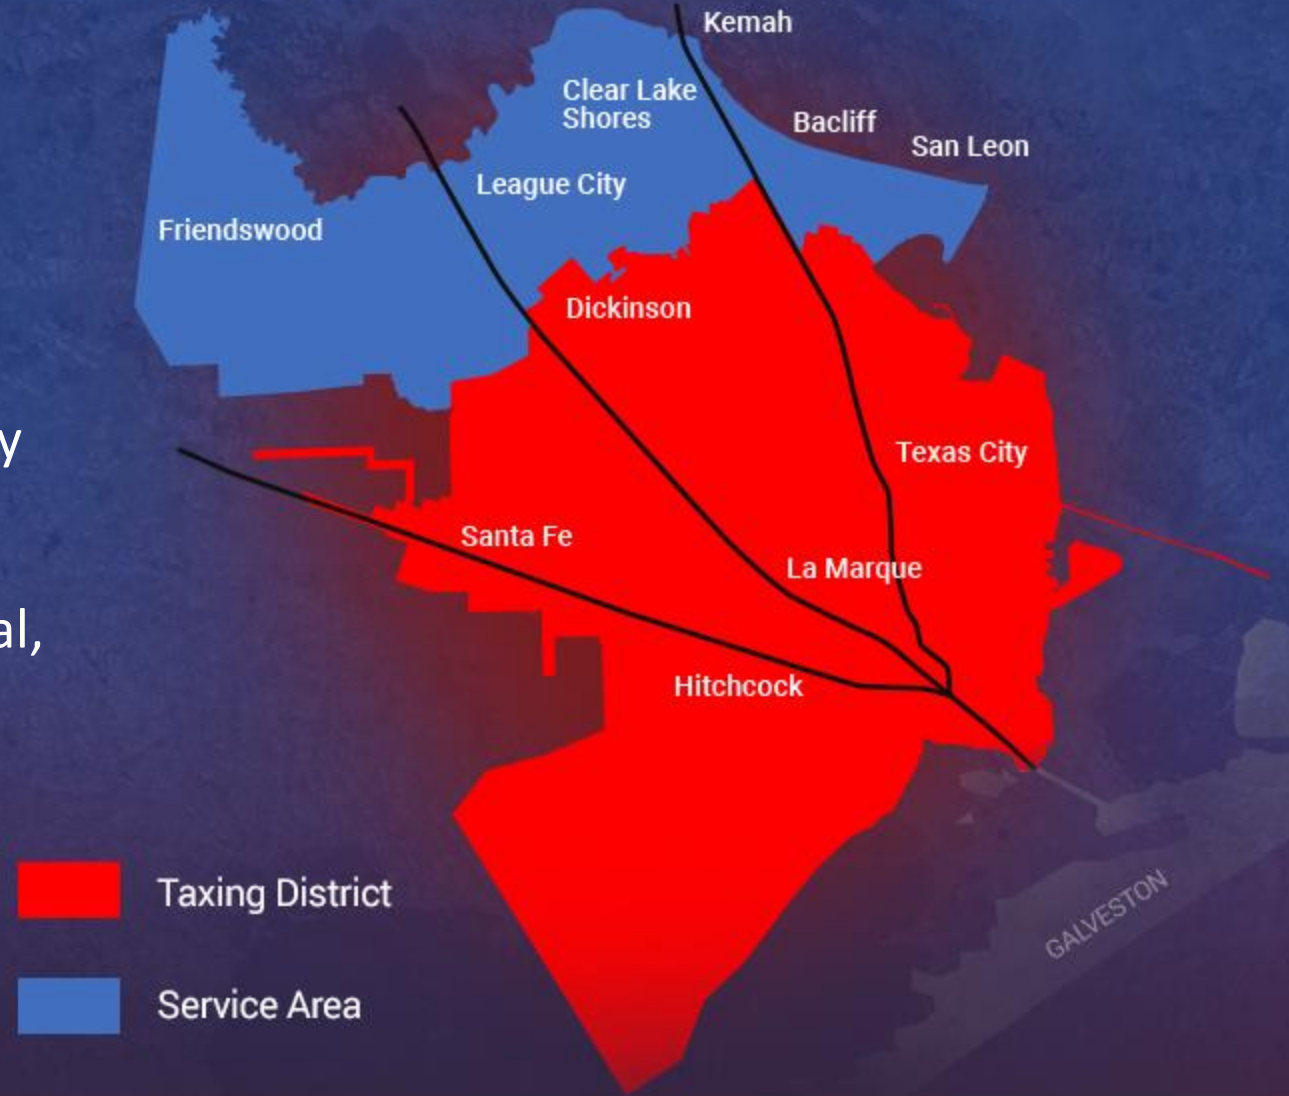 Kemah
Clear Lake
Shores
Bacliff
San Leon
League City
Friendswood
Dickinson
y
Texas City
Santa Fe
La Marque
al,
Hitchcock
Taxing District
GALVESTON
Service Area